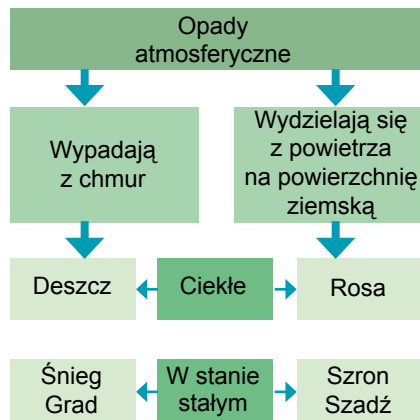 Opady
atmosferyczne
Wypadają
z chmur
Wydzielają się
z powietrza
na powierzchnię
ziemską
Deszcz
Ciekłe
Rosa
Śnieg
Grad
W stanie
stałym
Szron
Szadź